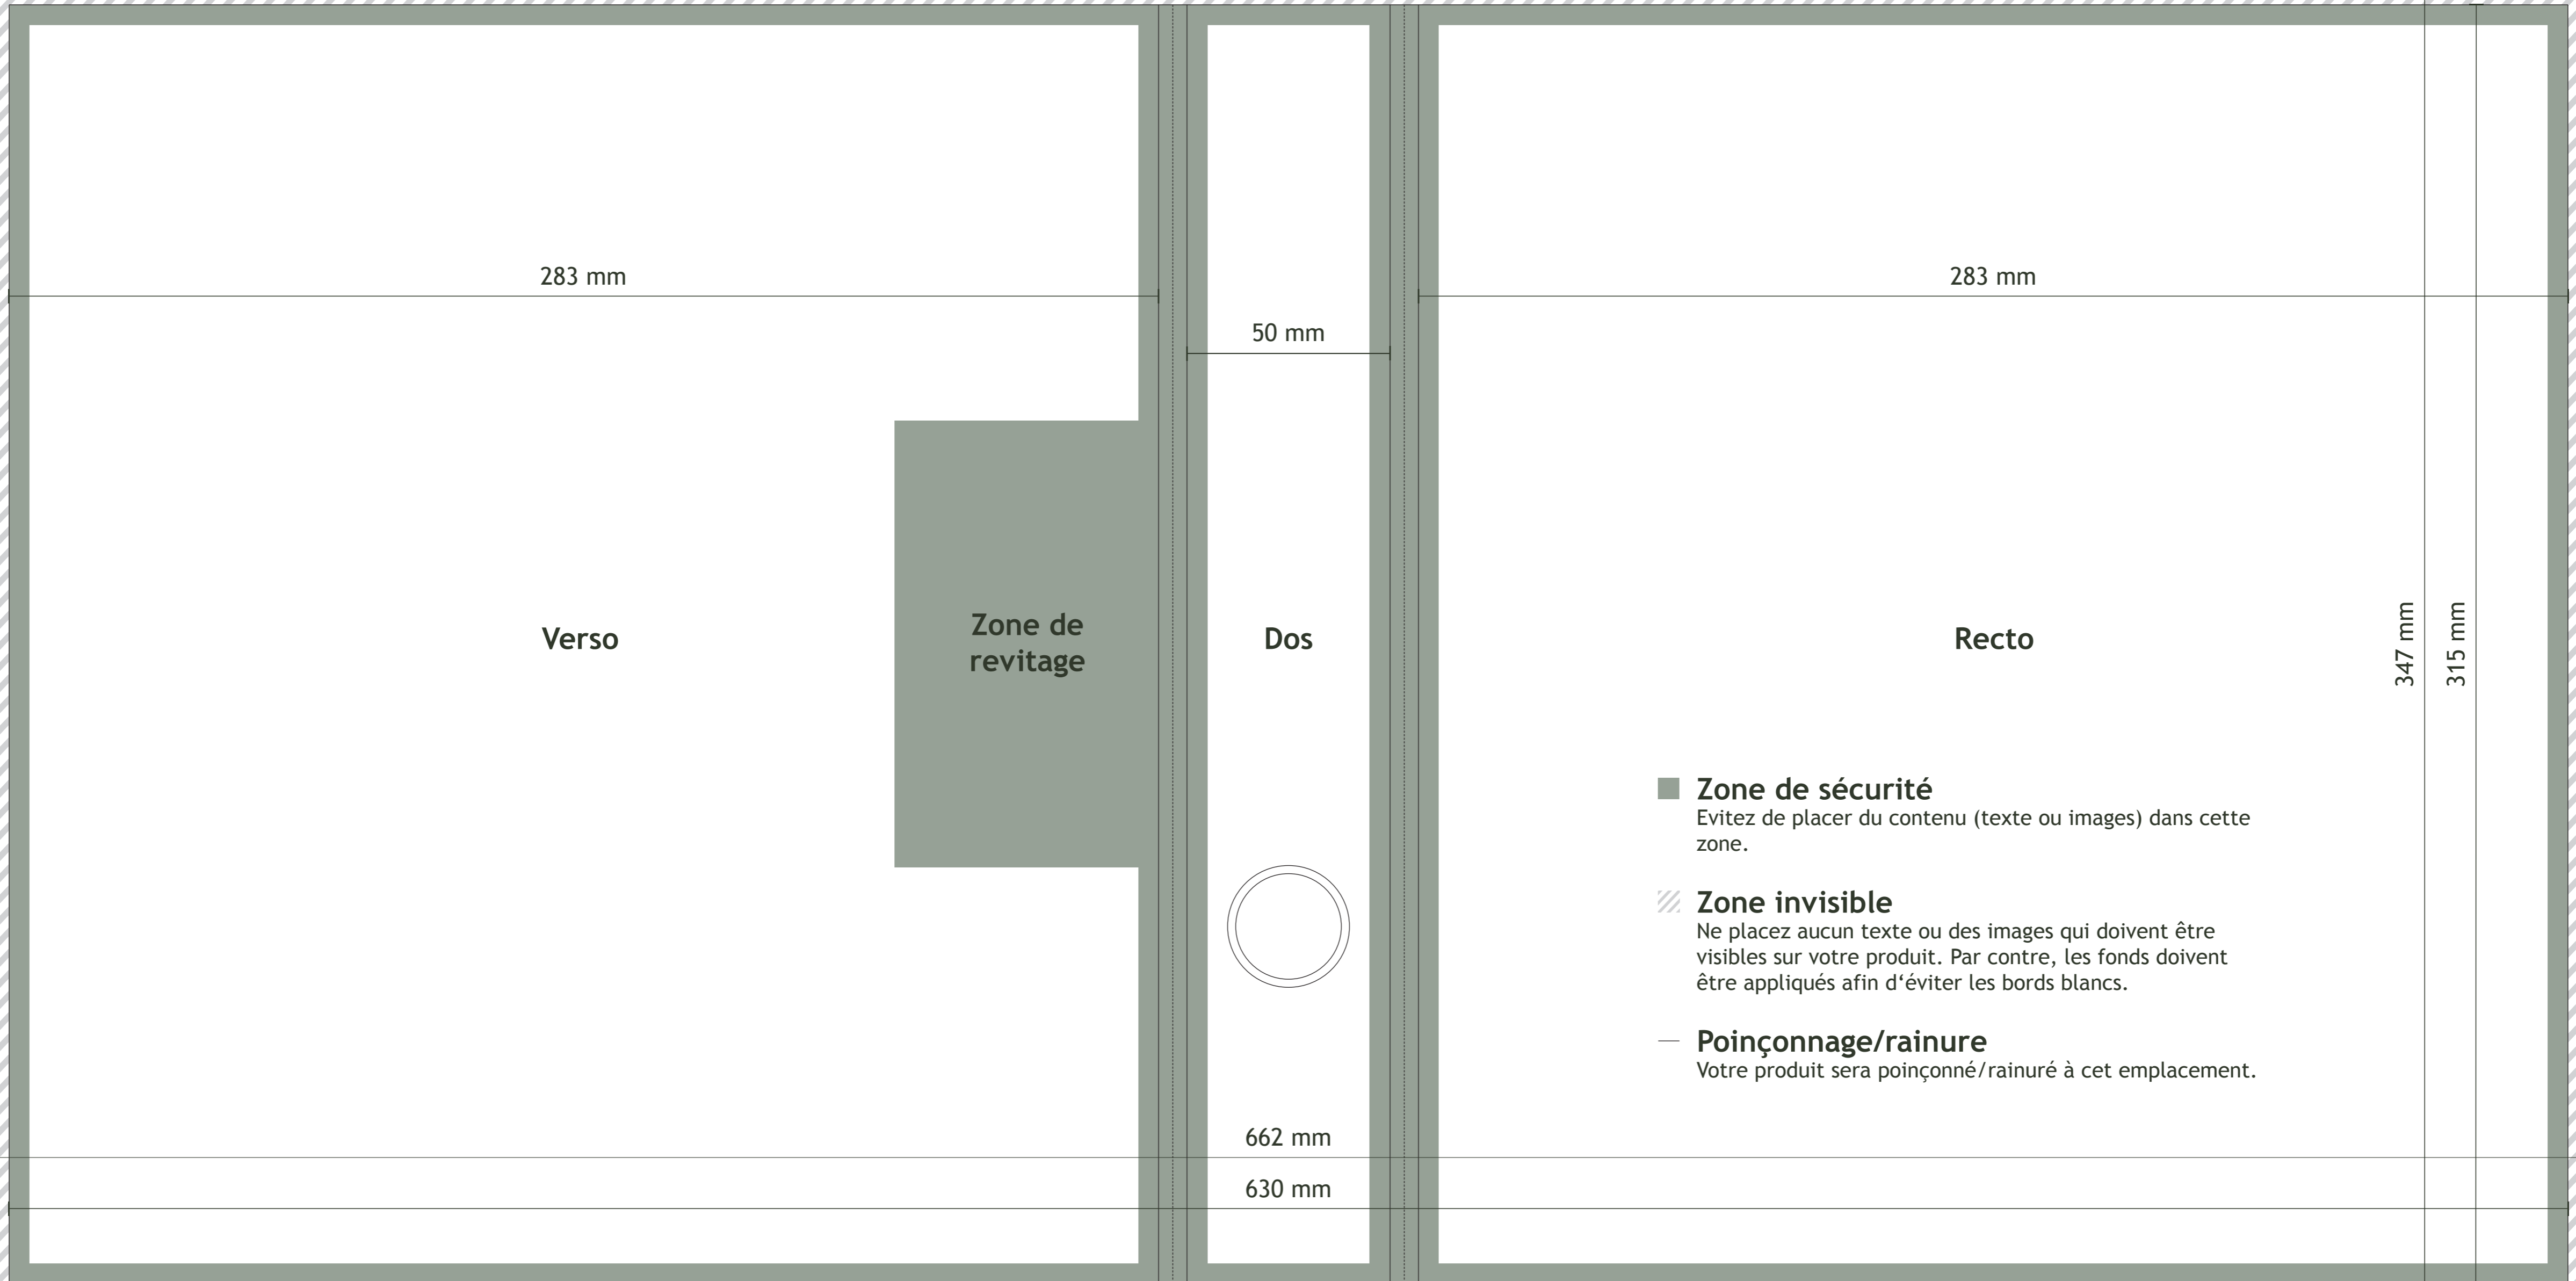 283 mm
283 mm
50 mm
Verso
Zone de
revitage
Dos
Recto
347 mm
315 mm
Zone de sécurité
Evitez de placer du contenu (texte ou images) dans cette
zone.
Zone invisible
Ne placez aucun texte ou des images qui doivent être
visibles sur votre produit. Par contre, les fonds doivent
être appliqués afin d‘éviter les bords blancs.
Poinçonnage/rainure
Votre produit sera poinçonné/rainuré à cet emplacement.
662 mm
630 mm